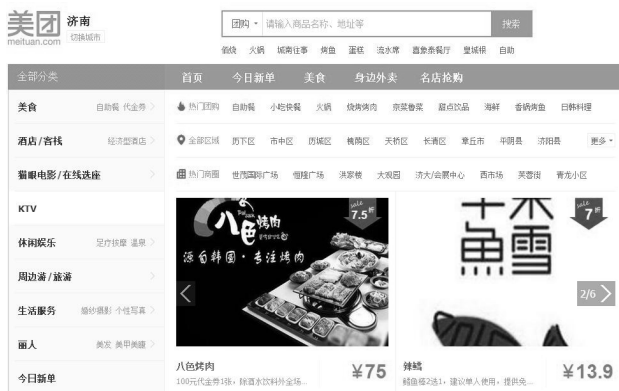 美团
meituan.com
济南
切换城市
团购
请输入商品名称、地址等
搜索
火锅 城南往事 烤鱼 蛋糕 流水席 喜象泰餐厅 皇城根 自助
全部分类
首页 今日新单 美食 身边外卖 名店抢购
美食 自助餐 代金券
酒店/客栈 经济型酒店
猫眼电影/在线选座
KTV
休闲娱乐 足疗按摩 温泉
周边游/旅游
生活服务 婚纱摄影 个性写真
丽人 美发 美甲美睫
今日新单
热门团购 自助餐 小吃快餐 火锅 烧烤烤肉 京菜鲁菜 甜点饮品 海鲜 香锅烤鱼 日韩料理
全部区域 历下区 市中区 历城区 槐荫区 天桥区 长清区 章丘市 平阴县 济阳县 更多
热门商圈 世茂国际广场 恒隆广场 洪家楼 大观园 济大/会展中心 西市场 芙蓉街 青龙小区
八色烤肉
源自韩国·专注烤肉
sale
7.5折
sale
7折
2/6
八色烤肉
¥75
100元代金券1张，除酒水饮料外全场...
辣鳕
¥13.9
鳕鱼堡2选1，建议单人使用，提供免...